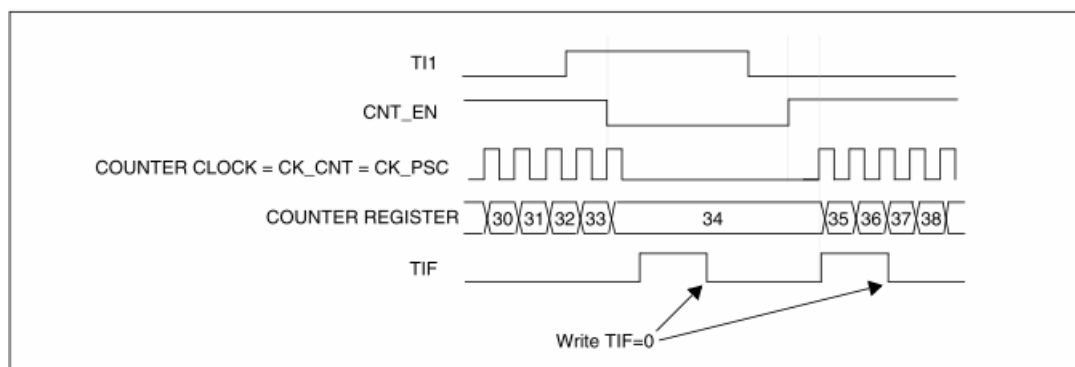 TI1
CNT_EN
COUNTER CLOCK = CK_CNT = CK_PSC
COUNTER REGISTER 30 31 32 33 34 35 36 37 38
TIF
Write TIF=0